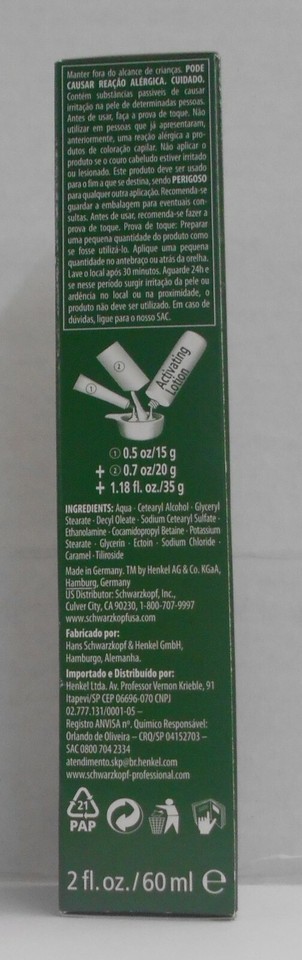 Manter fora do alcance de crianças. PODE
CAUSAR REAÇÃO ALÉRGICA. CUIDADO.
Contém substâncias passíveis de causar
irritação na pele de determinadas pessoas.
Antes de usar, faça a prova de toque. Não
utilizar em pessoas que já apresentaram,
anteriormente, uma reação alérgica a pro-
dutos de coloração capilar. Não aplicar o
produto se o couro cabeludo estiver irritado
ou lesionado. Este produto deve ser usado
para o fim a que se destina, sendo PERIGOSO
para qualquer outra aplicação. Recomenda-se
guardar a embalagem para eventuais con-
sultas. Antes de usar, recomenda-se fazer a
prova de toque. Prova de toque: Preparar
uma pequena quantidade do produto como
se fosse utilizá-lo. Aplique uma pequena
quantidade no antebraço ou atrás da orelha.
Lave o local após 30 minutos. Aguarde 24h e
se nesse período surgir irritação da pele ou
ardência no local ou na proximidade, o
produto não deve ser utilizado. Em caso de
dúvidas, ligue para o nosso SAC.
① ② Activating
Lotion
① 0.5 oz/15 g
+ ② 0.7 oz/20 g
+ 1.18 fl. oz./35 g
INGREDIENTS: Aqua · Cetearyl Alcohol · Glyceryl
Stearate · Decyl Oleate · Sodium Cetearyl Sulfate ·
Ethanolamine · Cocamidopropyl Betaine · Potassium
Stearate · Glycerin · Ectoin · Sodium Chloride ·
Caramel · Tiliroside
Made in Germany. TM by Henkel AG & Co. KGaA,
Hamburg, Germany
US Distributor: Schwarzkopf, Inc.,
Culver City, CA 90230, 1-800-707-9997
www.schwarzkopfusa.com
Fabricado por:
Hans Schwarzkopf & Henkel GmbH,
Hamburgo, Alemanha.
Importado e Distribuído por:
Henkel Ltda. Av. Professor Vernon Krieble, 91
Itapevi/SP CEP 06696-070 CNPJ
02.777.131/0001-05 –
Registro ANVISA nº. Químico Responsável:
Orlando de Oliveira – CRQ/SP 04152703 –
SAC 0800 704 2334
atendimento.skp@br.henkel.com
www.schwarzkopf-professional.com
21
PAP
2 fl. oz. / 60 ml ℮